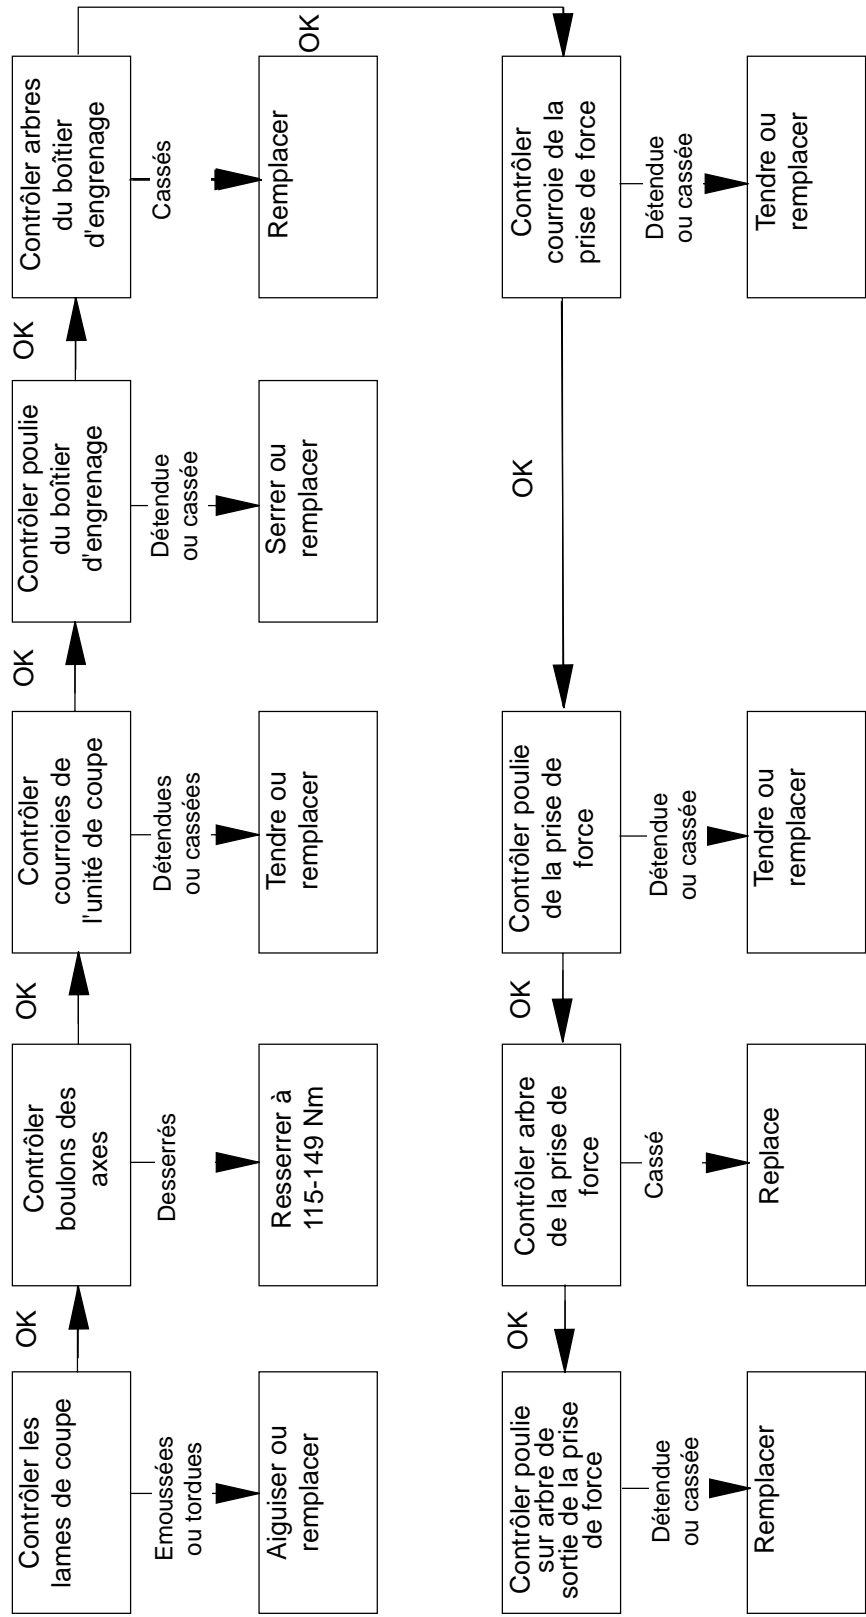 Contrôler les
lames de coupe
OK
Contrôler
boulons des
axes
OK
Contrôler
courroies de
l'unité de coupe
OK
Contrôler poulie
du boîtier
d'engrenage
OK
Contrôler arbres
du boîtier
d'engrenage
OK
Emoussées
ou tordues
Desserrés
Détendues
ou cassées
Détendue
ou cassée
Cassés
Aiguiser ou
remplacer
Resserrer à
115-149 Nm
Tendre ou
remplacer
Serrer ou
remplacer
Remplacer
Contrôler poulie
sur arbre de
sortie de la prise
de force
OK
Contrôler arbre
de la prise de
force
OK
Contrôler poulie
de la prise de
force
OK
Contrôler
courroie de la
prise de force
Détendue
ou cassée
Cassé
Détendue
ou cassée
Détendue
ou cassée
Remplacer
Replace
Tendre ou
remplacer
Tendre ou
remplacer